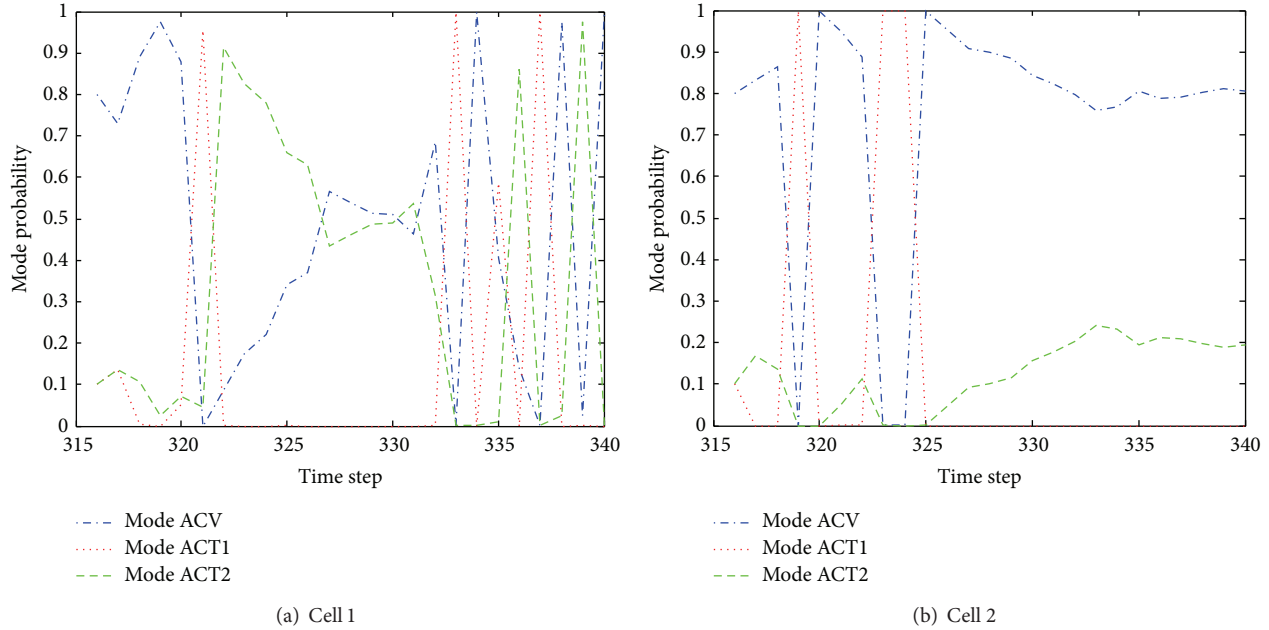 1
0.9
0.8
0.7
0.6
0.5
0.4
0.3
0.2
0.1
0
Mode probability
315 320 325 330 335 340
Time step
Mode ACV
Mode ACT1
Mode ACT2
(a) Cell 1
1
0.9
0.8
0.7
0.6
0.5
0.4
0.3
0.2
0.1
0
Mode probability
315 320 325 330 335 340
Time step
Mode ACV
Mode ACT1
Mode ACT2
(b) Cell 2